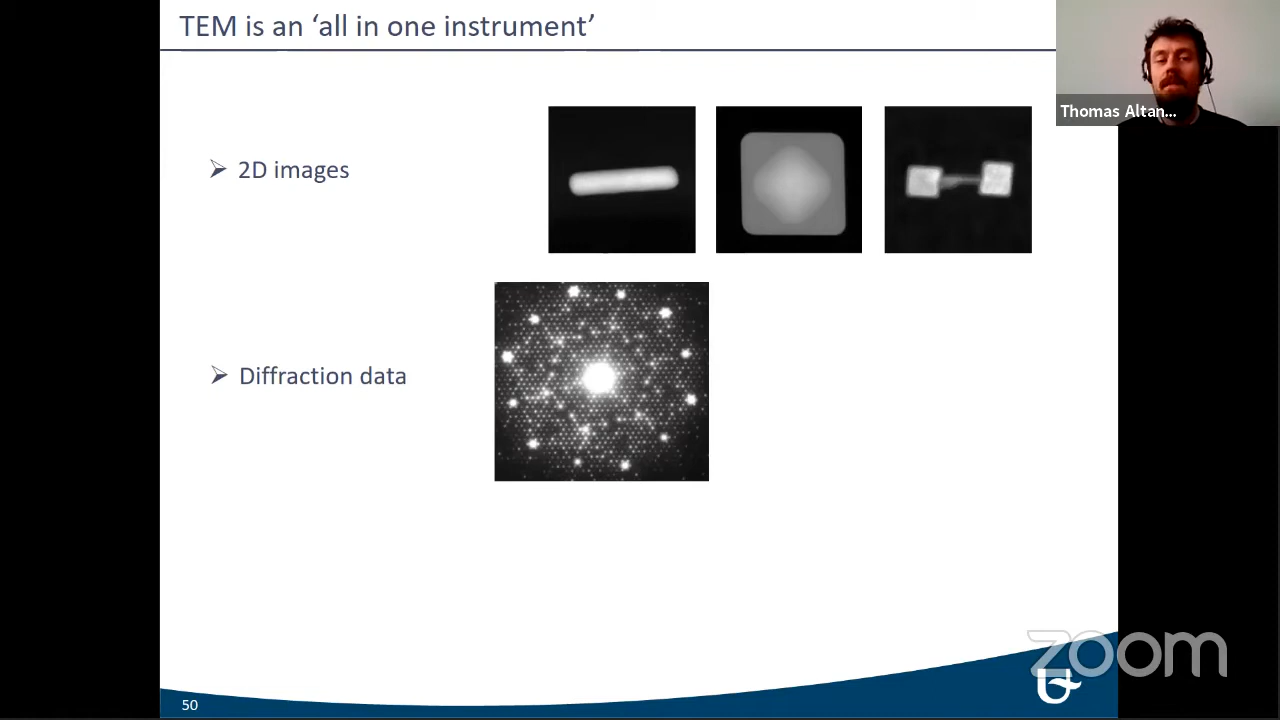 TEM is an ‘all in one instrument’
Thomas Altan...
2D images
Diffraction data
zoom
50